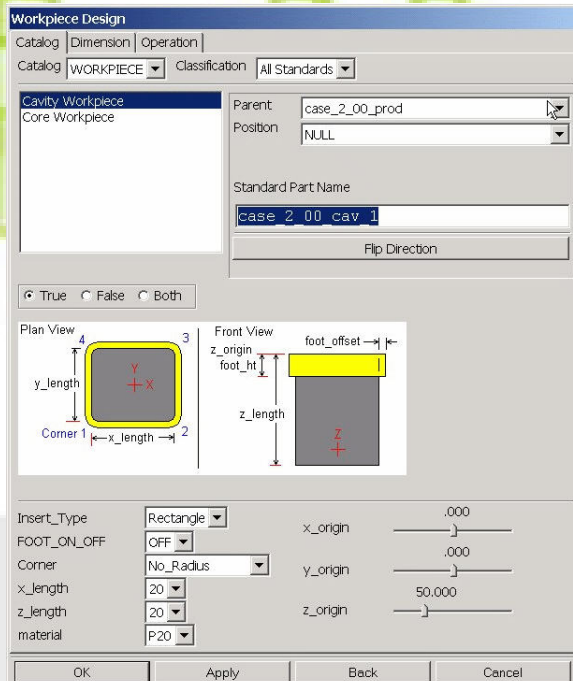 Workpiece Design
Catalog Dimension Operation
Catalog WORKPIECE Classification All Standards
Cavity Workpiece
Core Workpiece
Parent case_2_00_prod
Position NULL
Standard Part Name
case_2_00_cav_1
Flip Direction
True False Both
Plan View
4 3
y_length
Y
X
Corner 1 x_length 2
Front View
foot_offset
z_origin
foot_ht
z_length
Z
Insert_Type Rectangle
FOOT_ON_OFF OFF
Corner No_Radius
x_length 20
z_length 20
material P20
x_origin .000
y_origin .000
z_origin 50.000
OK Apply Back Cancel